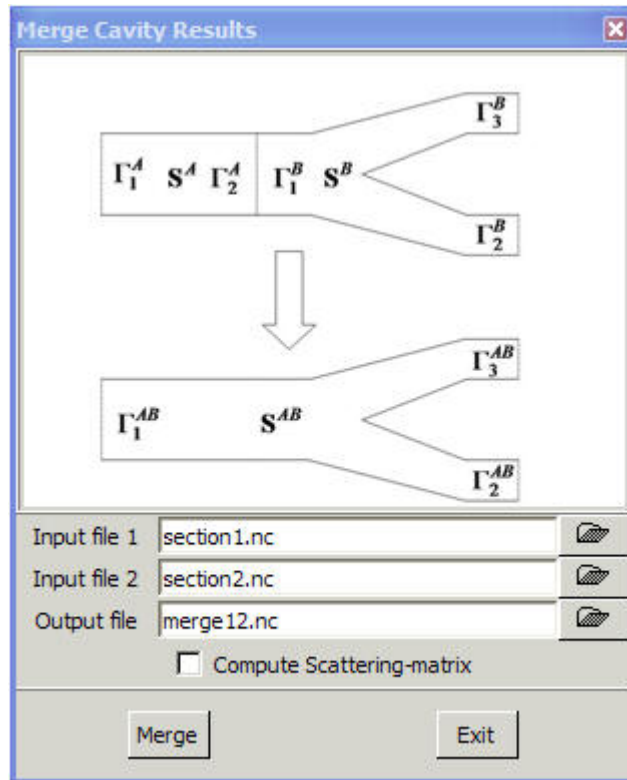 Merge Cavity Results
Γ₃ᴮ
Γ₁ᴬ Sᴬ Γ₂ᴬ Γ₁ᴮ Sᴮ
Γ₂ᴮ
Γ₃ᴬᴮ
Γ₁ᴬᴮ Sᴬᴮ
Γ₂ᴬᴮ
Input file 1 section1.nc
Input file 2 section2.nc
Output file merge12.nc
Compute Scattering-matrix
Merge Exit